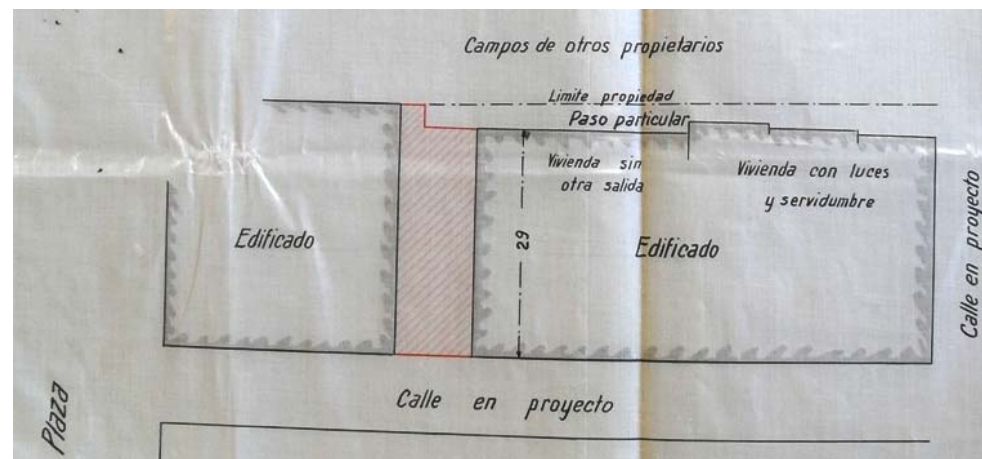 Campos de otros propietarios
Limite propiedad
Paso particular
Vivienda sin
otra salida
Vivienda con luces
y servidumbre
Edificado
29
Edificado
Calle en proyecto
Calle en proyecto
Plaza